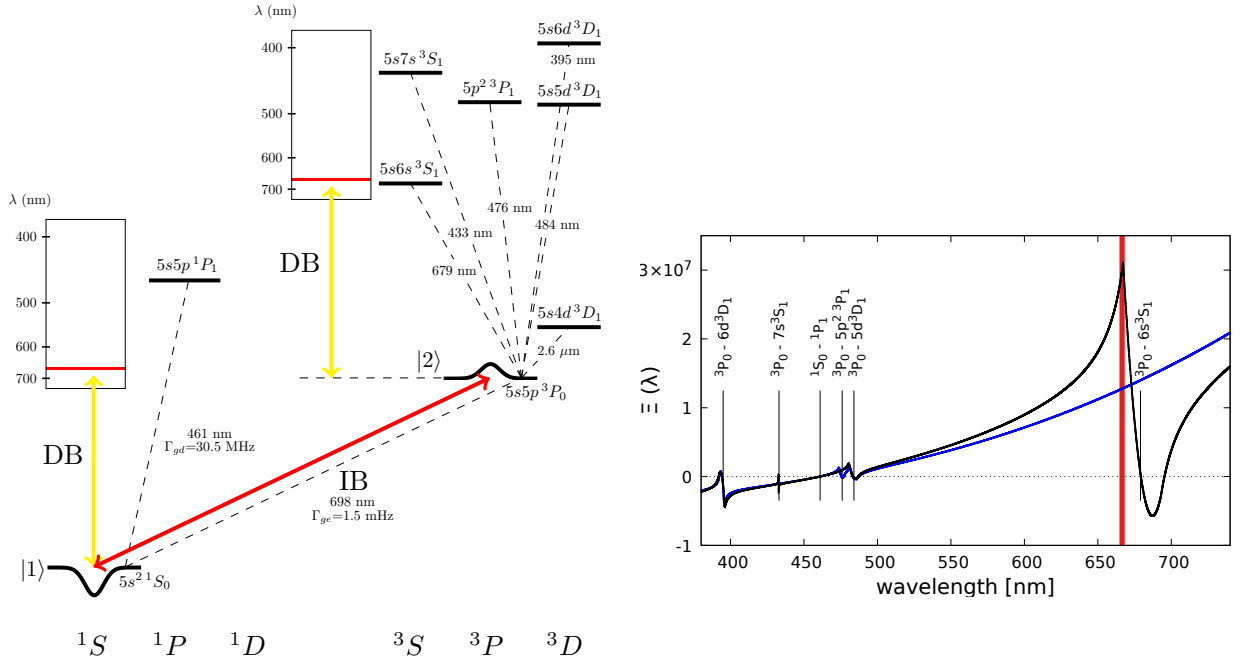 λ (nm)
400
500
600
700
5s7s ³S₁
5p² ³P₁
5s6d ³D₁
395 nm
5s5d ³D₁
5s6s ³S₁
476 nm
484 nm
433 nm
679 nm
DB
5s4d ³D₁
2.6 μm
|2⟩
5s5p ³P₀
λ (nm)
400
500
600
700
5s5p ¹P₁
461 nm
Γgd=30.5 MHz
DB
IB
698 nm
Γge=1.5 mHz
|1⟩
5s² ¹S₀
¹S ¹P ¹D ³S ³P ³D
3×10⁷
2
1
0
-1
Ξ (λ)
³P₀ - 6d³D₁
³P₀ - 7s³S₁
¹S₀ - ¹P₁
³P₀ - 5p² ³P₁
³P₀ - 5d³D₁
³P₀ - 6s³S₁
400 450 500 550 600 650 700
wavelength [nm]